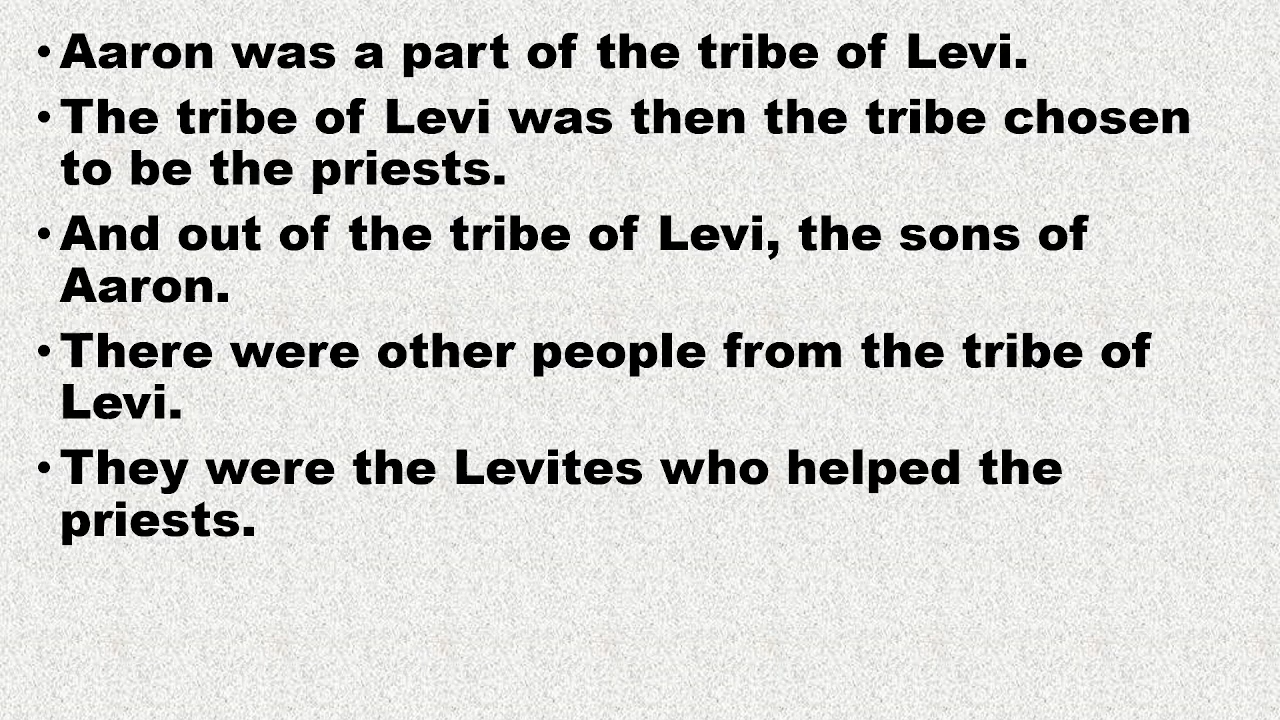 • Aaron was a part of the tribe of Levi.
• The tribe of Levi was then the tribe chosen
to be the priests.
• And out of the tribe of Levi, the sons of
Aaron.
• There were other people from the tribe of
Levi.
• They were the Levites who helped the
priests.